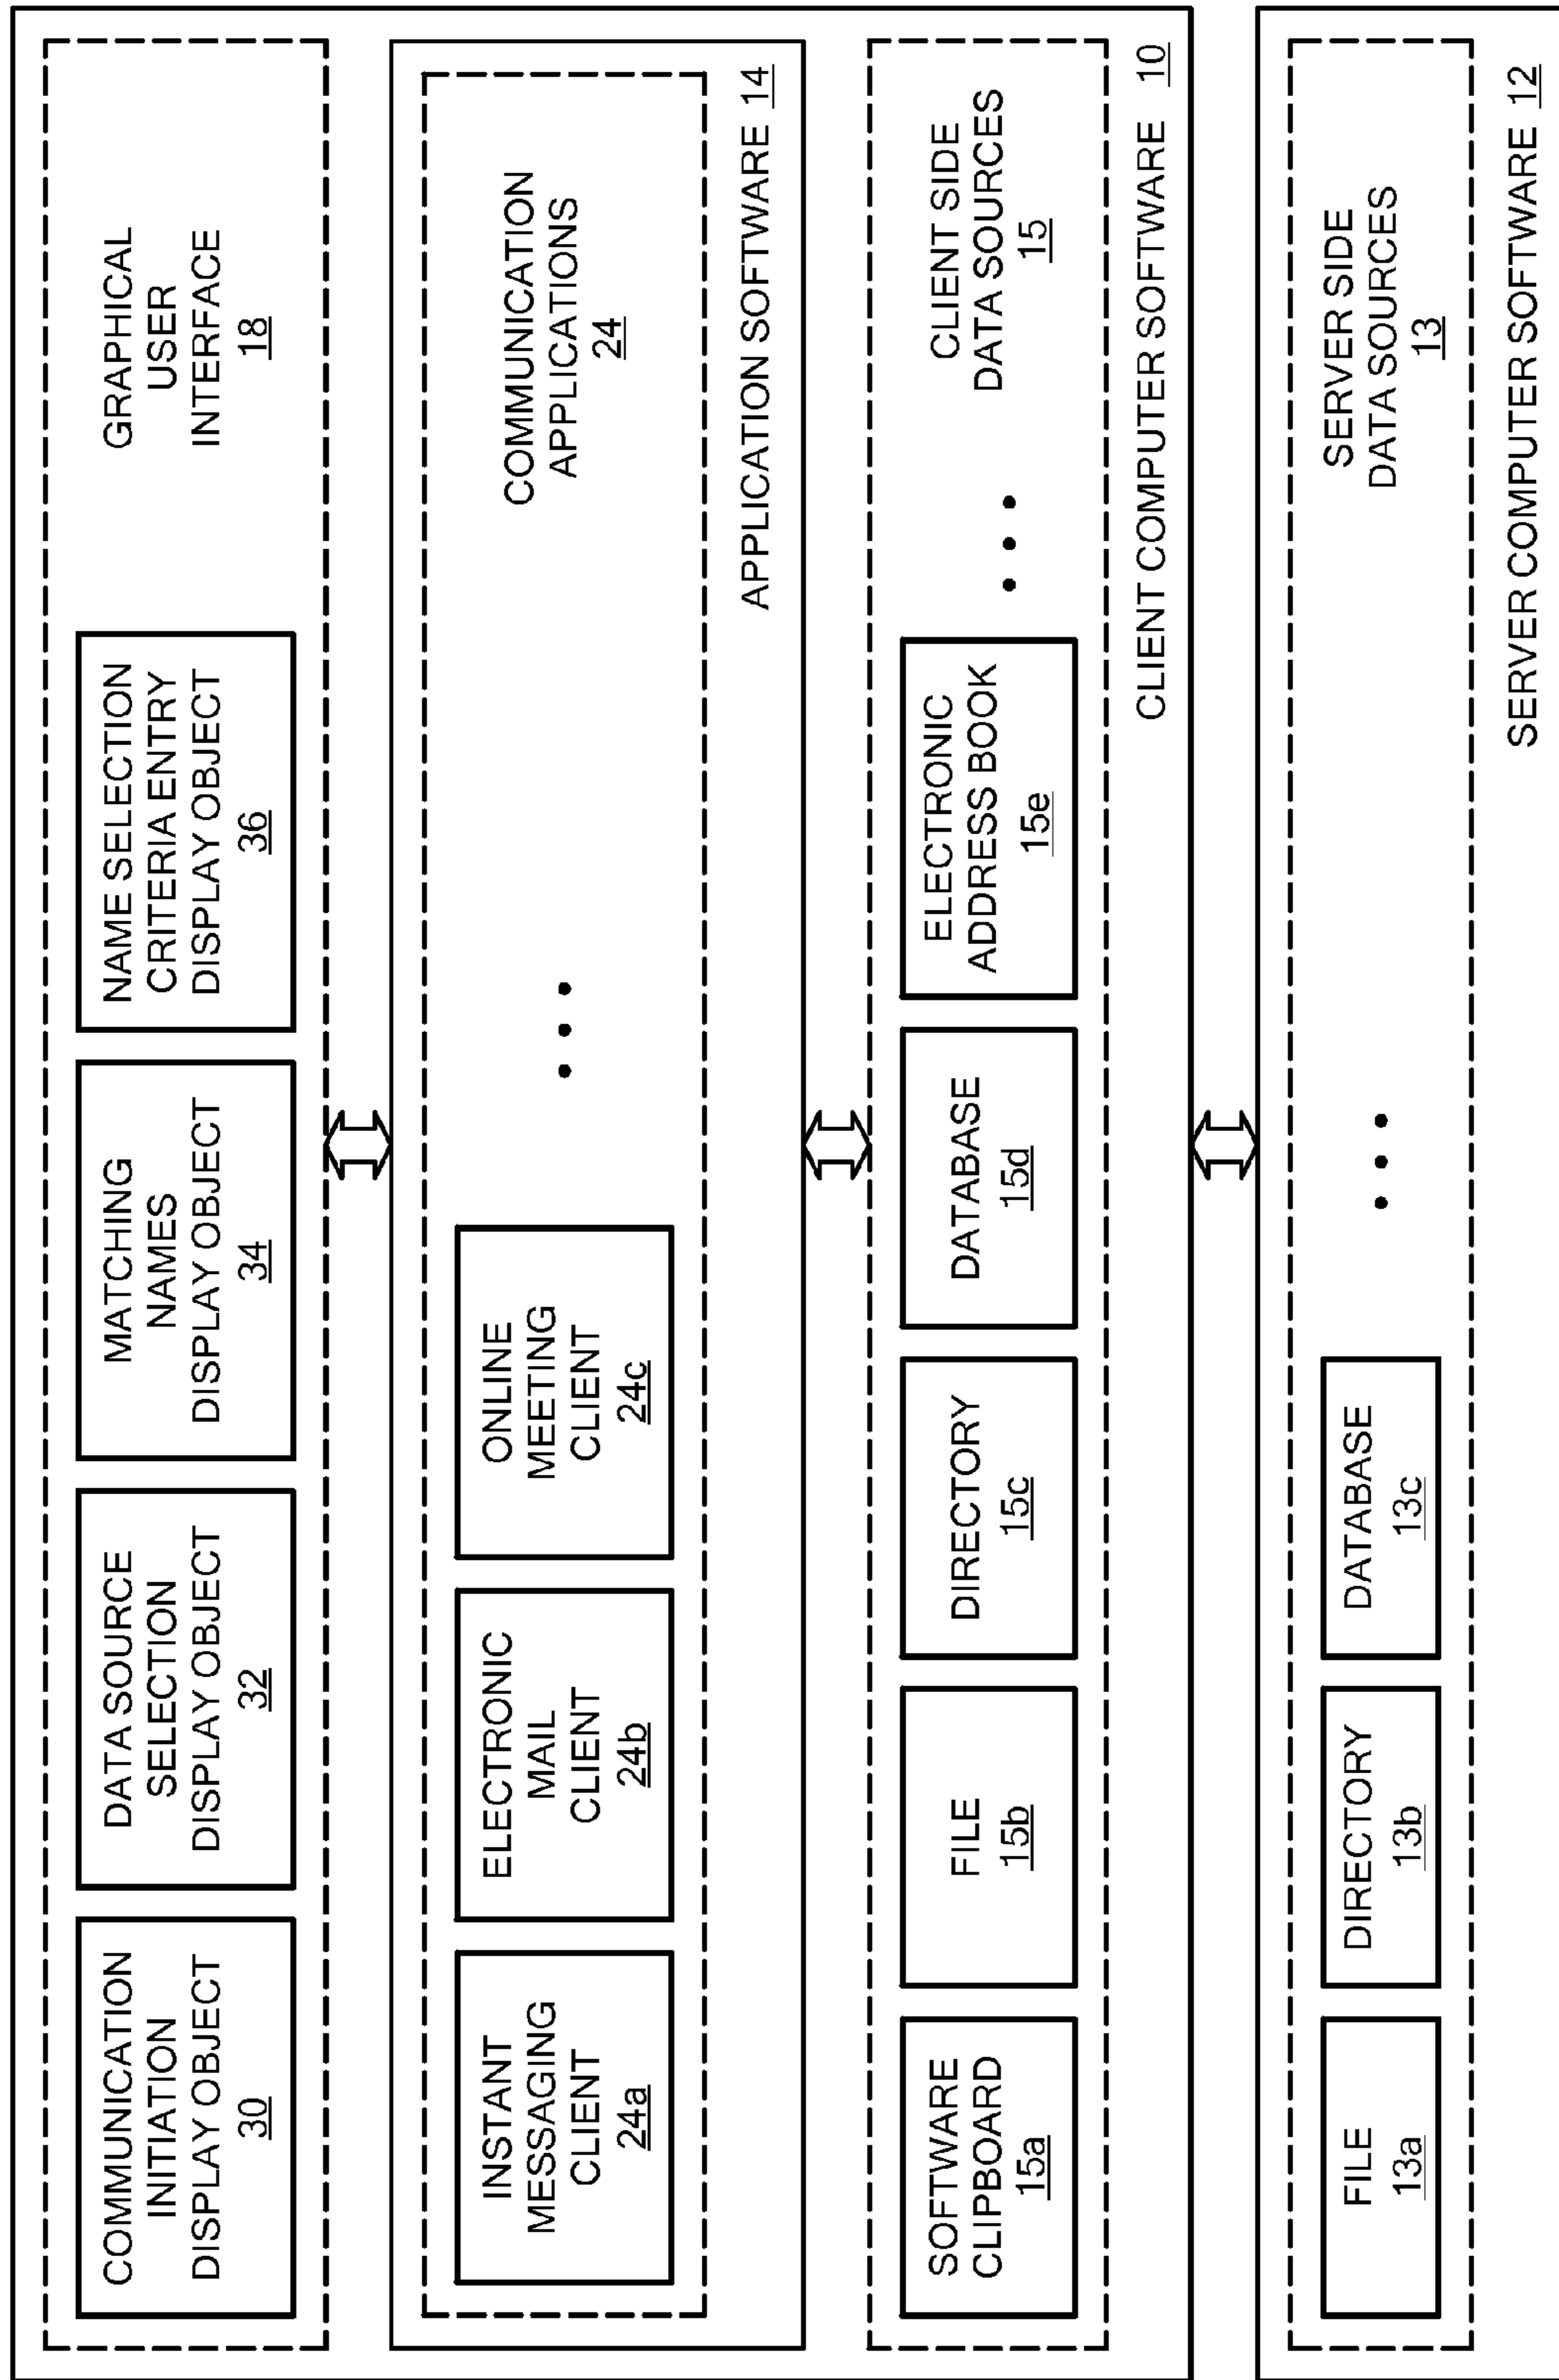 COMMUNICATION
INITIATION
DISPLAY OBJECT
30
DATA SOURCE
SELECTION
DISPLAY OBJECT
32
MATCHING
NAMES
DISPLAY OBJECT
34
NAME SELECTION
CRITERIA ENTRY
DISPLAY OBJECT
36
GRAPHICAL
USER
INTERFACE
18
INSTANT
MESSAGING
CLIENT
24a
ELECTRONIC
MAIL
CLIENT
24b
ONLINE
MEETING
CLIENT
24c
COMMUNICATION
APPLICATIONS
24
APPLICATION SOFTWARE 14
SOFTWARE
CLIPBOARD
15a
FILE
15b
DIRECTORY
15c
DATABASE
15d
ELECTRONIC
ADDRESS BOOK
15e
CLIENT SIDE
DATA SOURCES
15
CLIENT COMPUTER SOFTWARE 10
FILE
13a
DIRECTORY
13b
DATABASE
13c
SERVER SIDE
DATA SOURCES
13
SERVER COMPUTER SOFTWARE 12